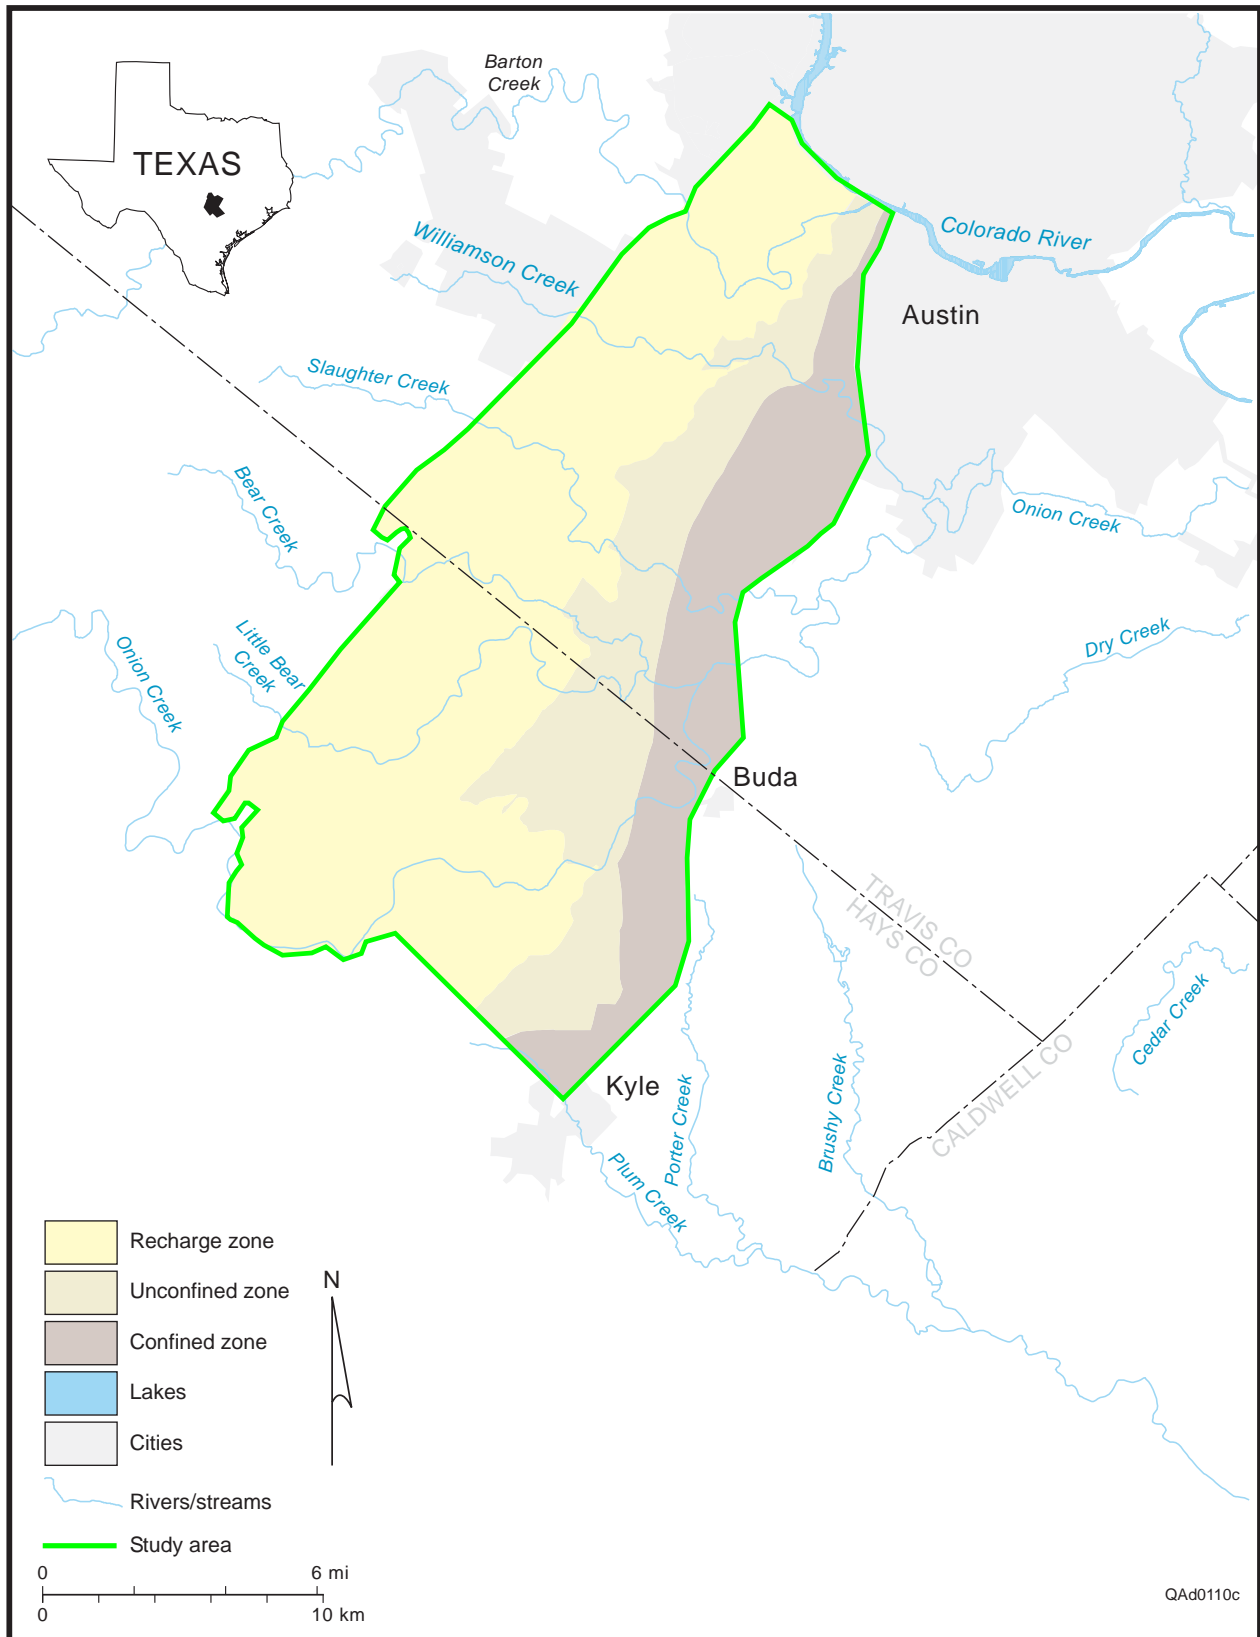 Barton
Creek
TEXAS
Williamson Creek
Colorado River
Austin
Slaughter Creek
Bear Creek
Onion Creek
Little Bear
Creek
Onion Creek
Dry Creek
Buda
TRAVIS CO
HAYS CO
Cedar Creek
CALDWELL CO
Kyle
Porter Creek
Brushy Creek
Plum Creek
Recharge zone
Unconfined zone
Confined zone
Lakes
Cities
Rivers/streams
Study area
N
0 6 mi
0 10 km
QAd0110c